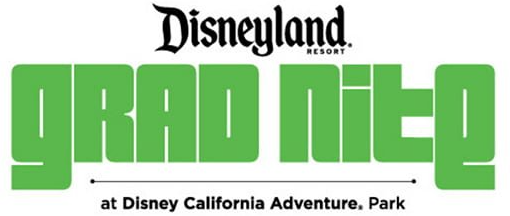 Disneyland®
RESORT
GRAD NITE
at Disney California Adventure® Park